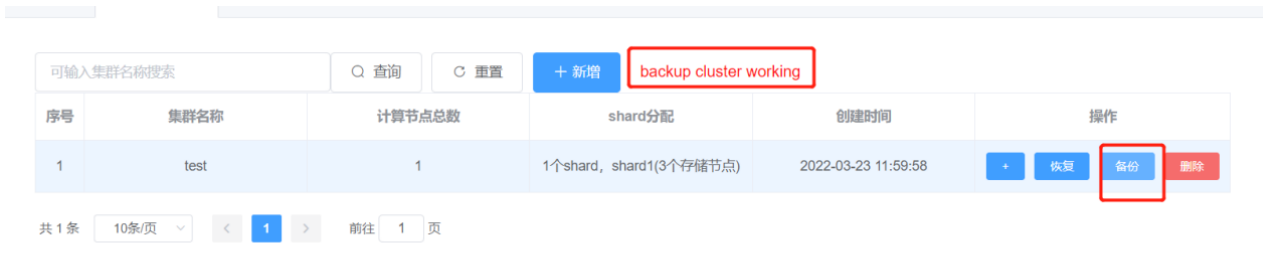 可输入集群名称搜索 查询 重置 + 新增 backup cluster working
序号 集群名称 计算节点总数 shard分配 创建时间 操作
1 test 1 1个shard，shard1(3个存储节点) 2022-03-23 11:59:58 + 恢复 备份 删除
共 1 条 10条/页 < 1 > 前往 1 页